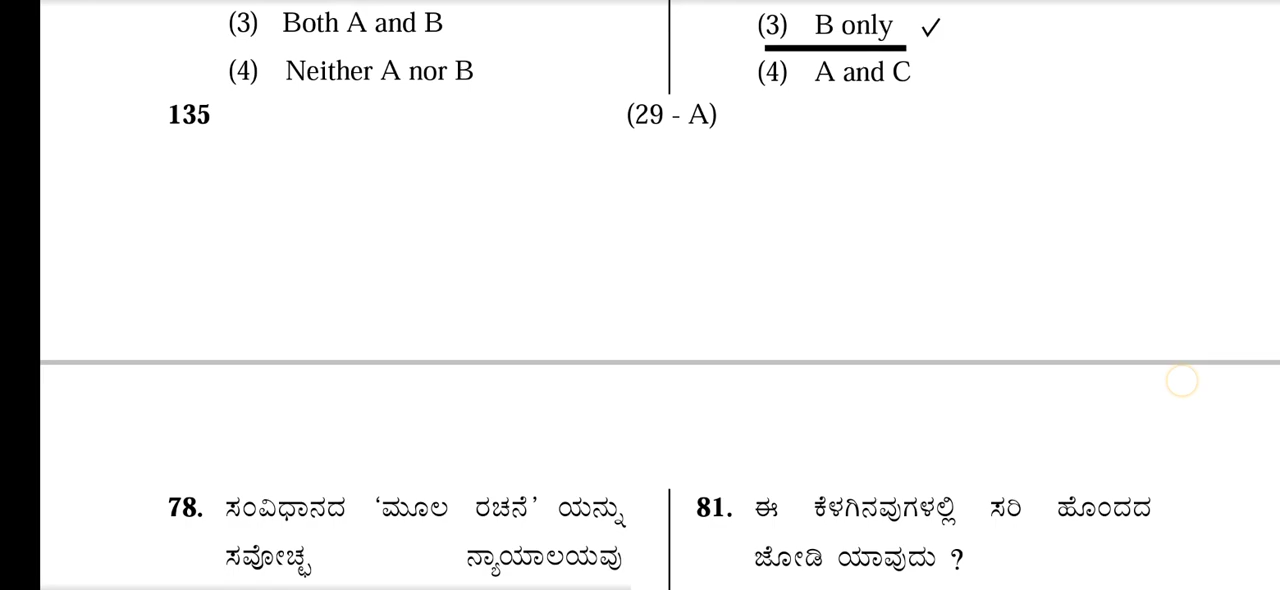 (3) Both A and B
(4) Neither A nor B
(3) B only ✓
(4) A and C
135
(29 - A)
78. ಸಂವಿಧಾನದ ‘ಮೂಲ ರಚನೆ’ ಯನ್ನು
ಸವೋಚ್ಛ ನ್ಯಾಯಾಲಯವು
81. ಈ ಕೆಳಗಿನವುಗಳಲ್ಲಿ ಸರಿ ಹೊಂದದ
ಜೋಡಿ ಯಾವುದು ?